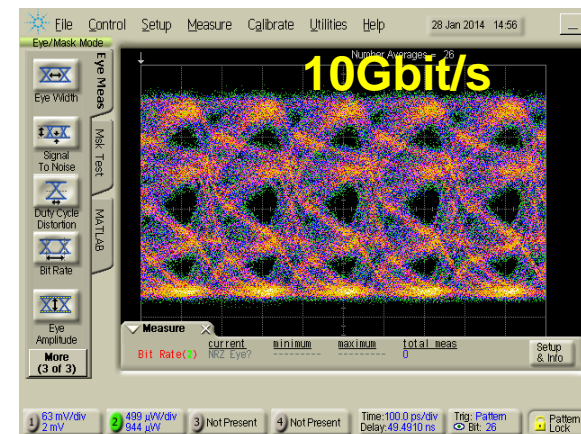 File Control Setup Measure Calibrate Utilities Help 28 Jan 2014 14:56
Eye/Mask Mode
Number Averages = 26
10Gbit/s
Eye Meas
Msk Test
MATLAB
Eye Width
Signal
To Noise
Duty Cycle
Distortion
Bit Rate
Eye
Amplitude
More
(3 of 3)
Measure
current minimum maximum total meas
Bit Rate(2) NRZ Eye? --------- --------- 0
Setup
& Info
1 63 mV/div
2 mV
2 499 µW/div
944 µW
3 Not Present
4 Not Present
Time:100.0 ps/div
Delay:49.4910 ns
Trig: Pattern
Bit: 26
Pattern
Lock